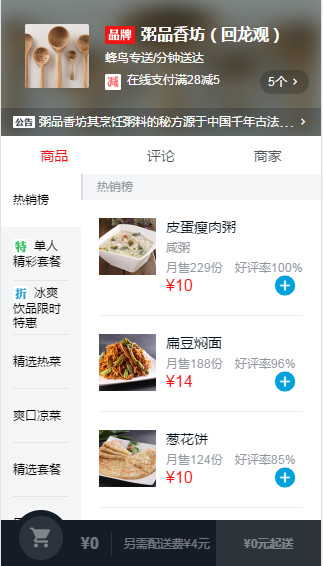 品牌 粥品香坊（回龙观）
蜂鸟专送/分钟送达
减 在线支付满28减5
5个 >
公告 粥品香坊其烹饪粥料的秘方源于中国千年古法... >
商品 评论 商家
热销榜
特 单人精彩套餐
折 冰爽饮品限时特惠
精选热菜
爽口凉菜
精选套餐
热销榜
皮蛋瘦肉粥
咸粥
月售229份 好评率100%
¥10
扁豆焖面
月售188份 好评率96%
¥14
葱花饼
月售124份 好评率85%
¥10
¥0 另需配送费¥4元 ¥0元起送